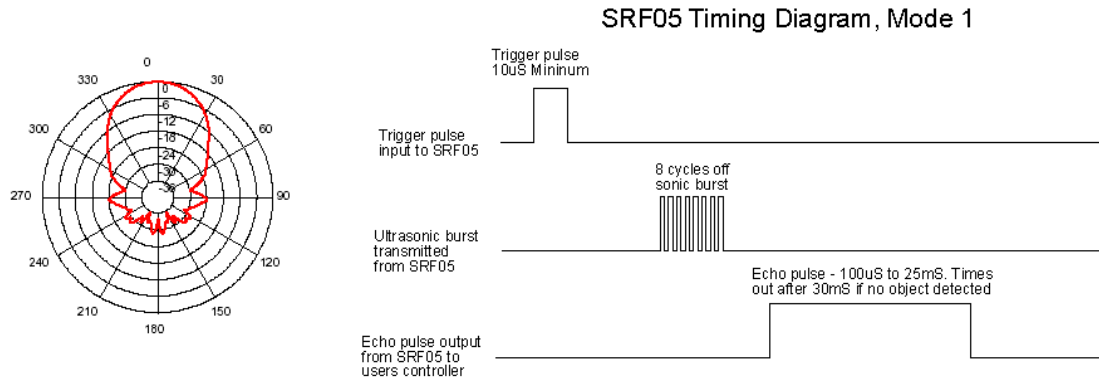 SRF05 Timing Diagram, Mode 1
0
330
30
300
60
270
90
240
120
210
150
180
0
-6
-12
-18
-24
-30
-36
Trigger pulse
10uS Mininum
Trigger pulse
input to SRF05
8 cycles off
sonic burst
Ultrasonic burst
transmitted
from SRF05
Echo pulse - 100uS to 25mS. Times
out after 30mS if no object detected
Echo pulse output
from SRF05 to
users controller